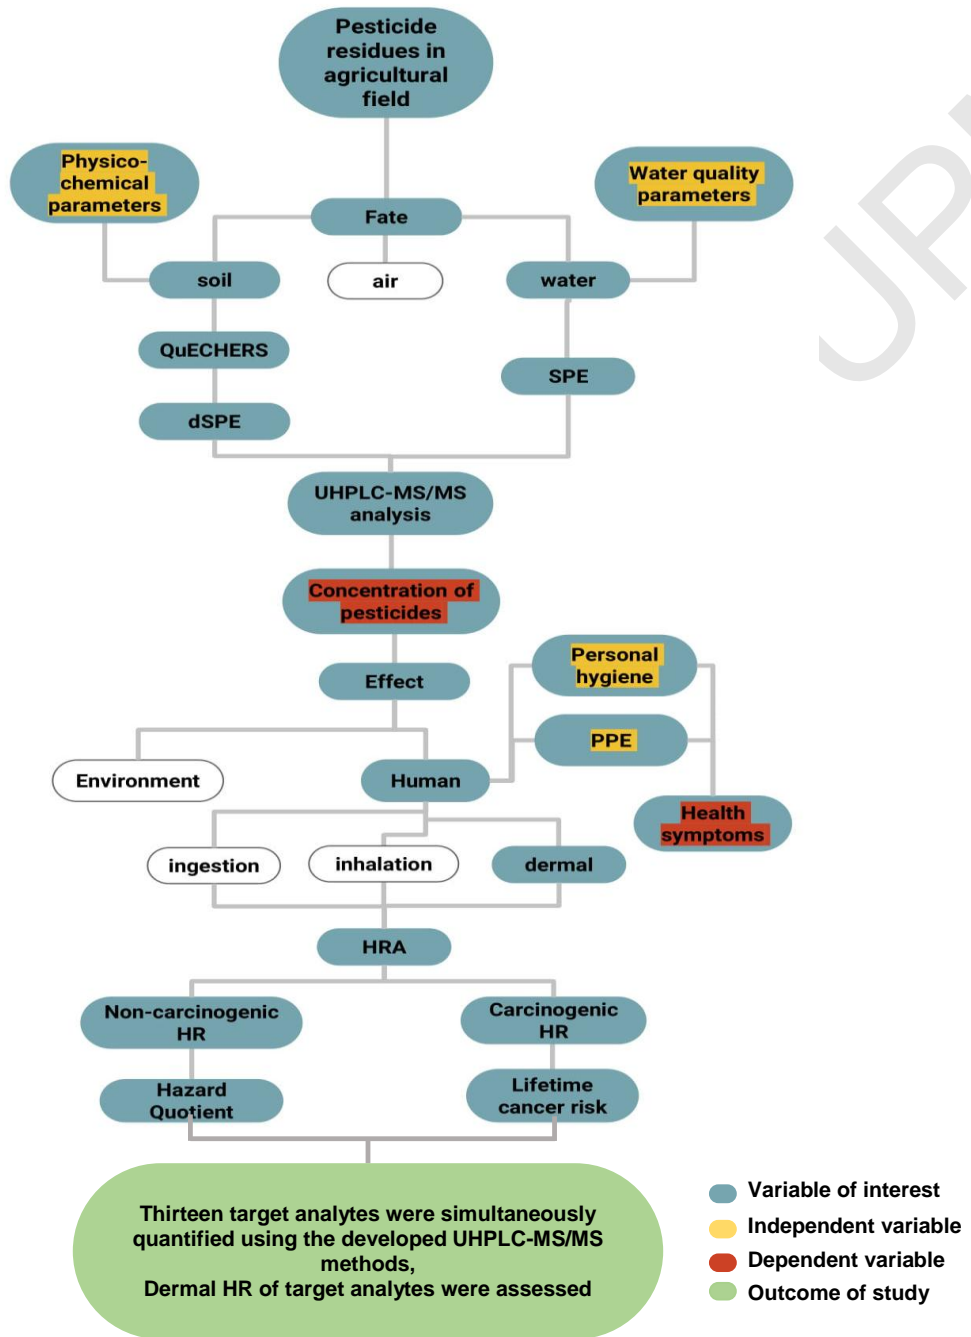 Pesticide
residues in
agricultural
field
Physico-
chemical
parameters
Water quality
parameters
Fate
soil
air
water
QuECHERS
SPE
dSPE
UHPLC-MS/MS
analysis
Concentration of
pesticides
Effect
Personal
hygiene
PPE
Environment
Human
Health
symptoms
ingestion
inhalation
dermal
HRA
Non-carcinogenic
HR
Carcinogenic
HR
Hazard
Quotient
Lifetime
cancer risk
Thirteen target analytes were simultaneously
quantified using the developed UHPLC-MS/MS
methods,
Dermal HR of target analytes were assessed
Variable of interest
Independent variable
Dependent variable
Outcome of study